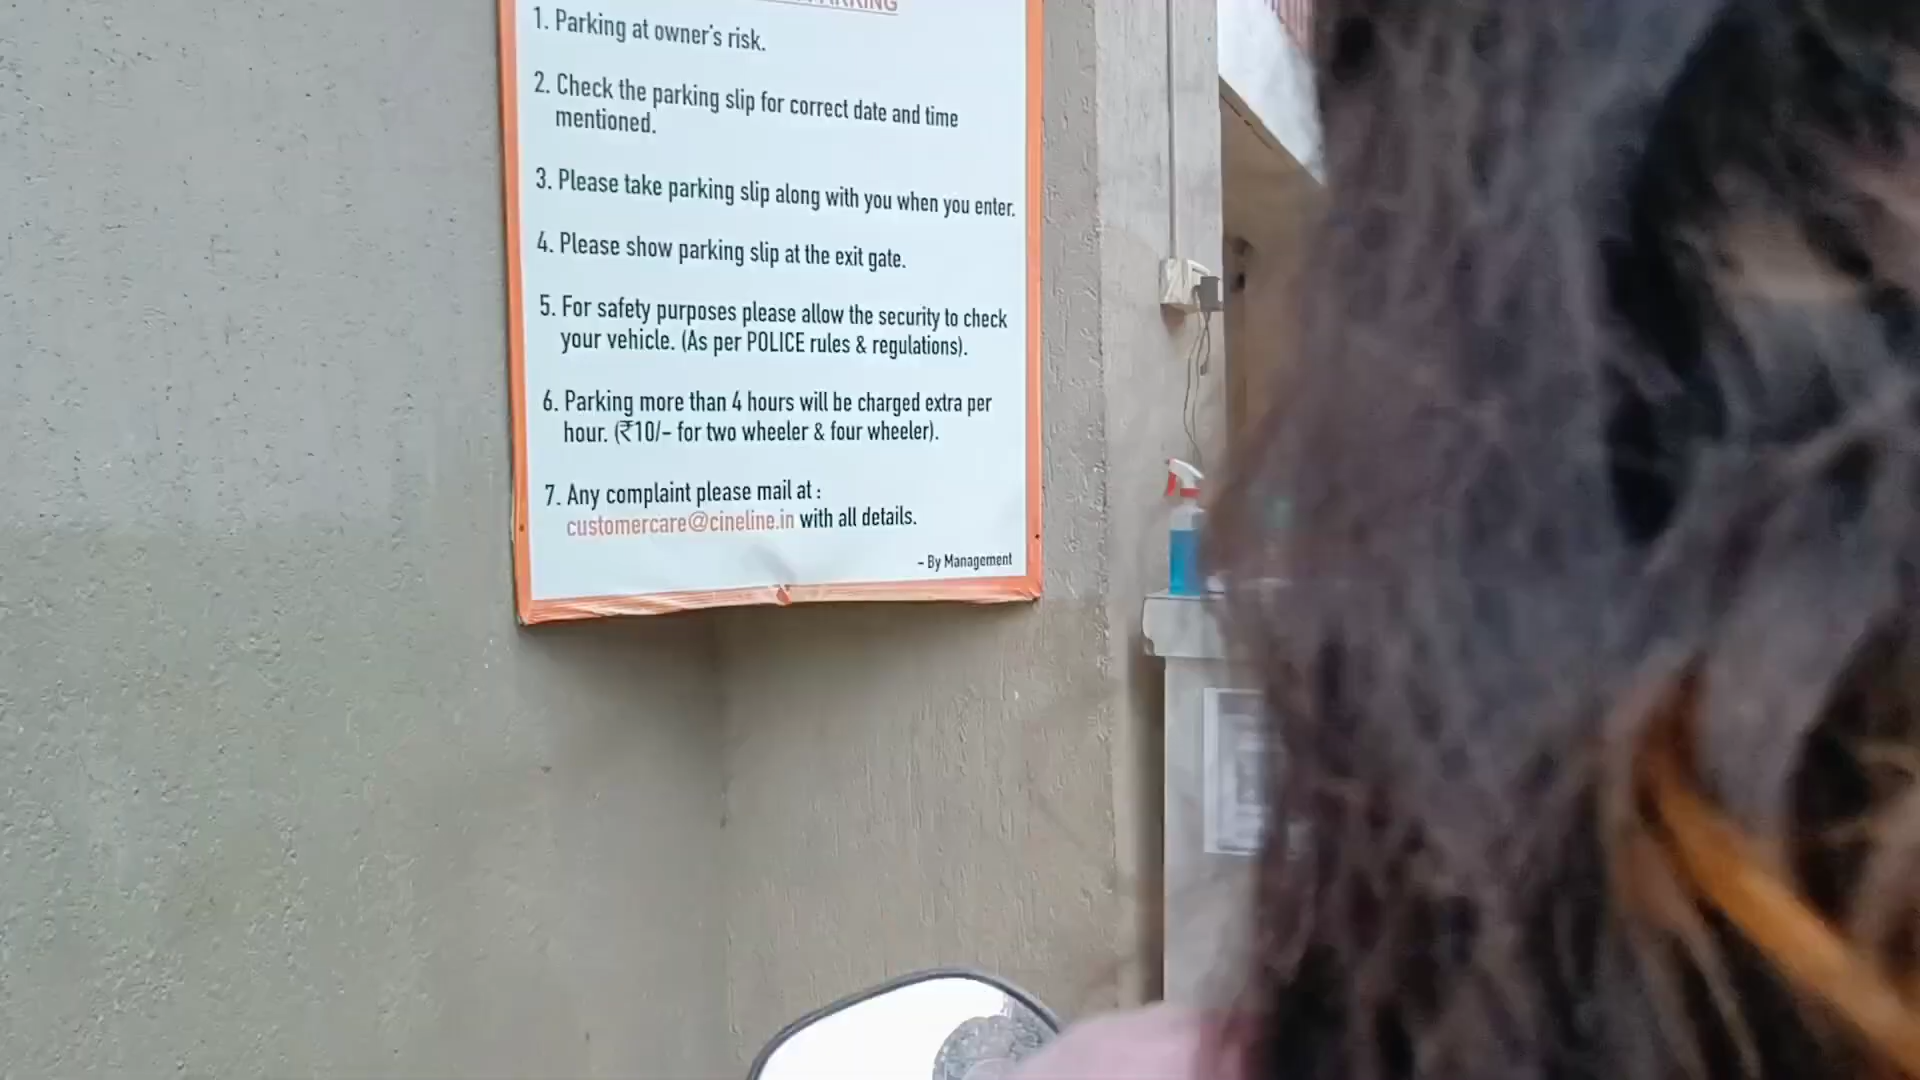 PARKING
1. Parking at owner's risk.
2. Check the parking slip for correct date and time
mentioned.
3. Please take parking slip along with you when you enter.
4. Please show parking slip at the exit gate.
5. For safety purposes please allow the security to check
your vehicle. (As per POLICE rules & regulations).
6. Parking more than 4 hours will be charged extra per
hour. (₹10/- for two wheeler & four wheeler).
7. Any complaint please mail at :
customercare@cineline.in with all details.
- By Management